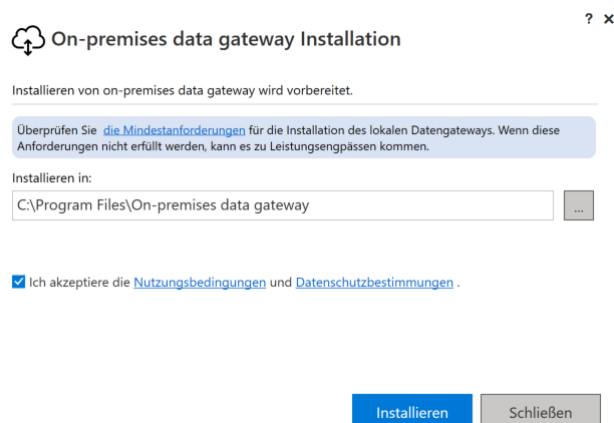 ? ×
On-premises data gateway Installation
Installieren von on-premises data gateway wird vorbereitet.
Überprüfen Sie die Mindestanforderungen für die Installation des lokalen Datengateways. Wenn diese
Anforderungen nicht erfüllt werden, kann es zu Leistungsengpässen kommen.
Installieren in:
C:\Program Files\On-premises data gateway
...
Ich akzeptiere die Nutzungsbedingungen und Datenschutzbestimmungen .
Installieren Schließen